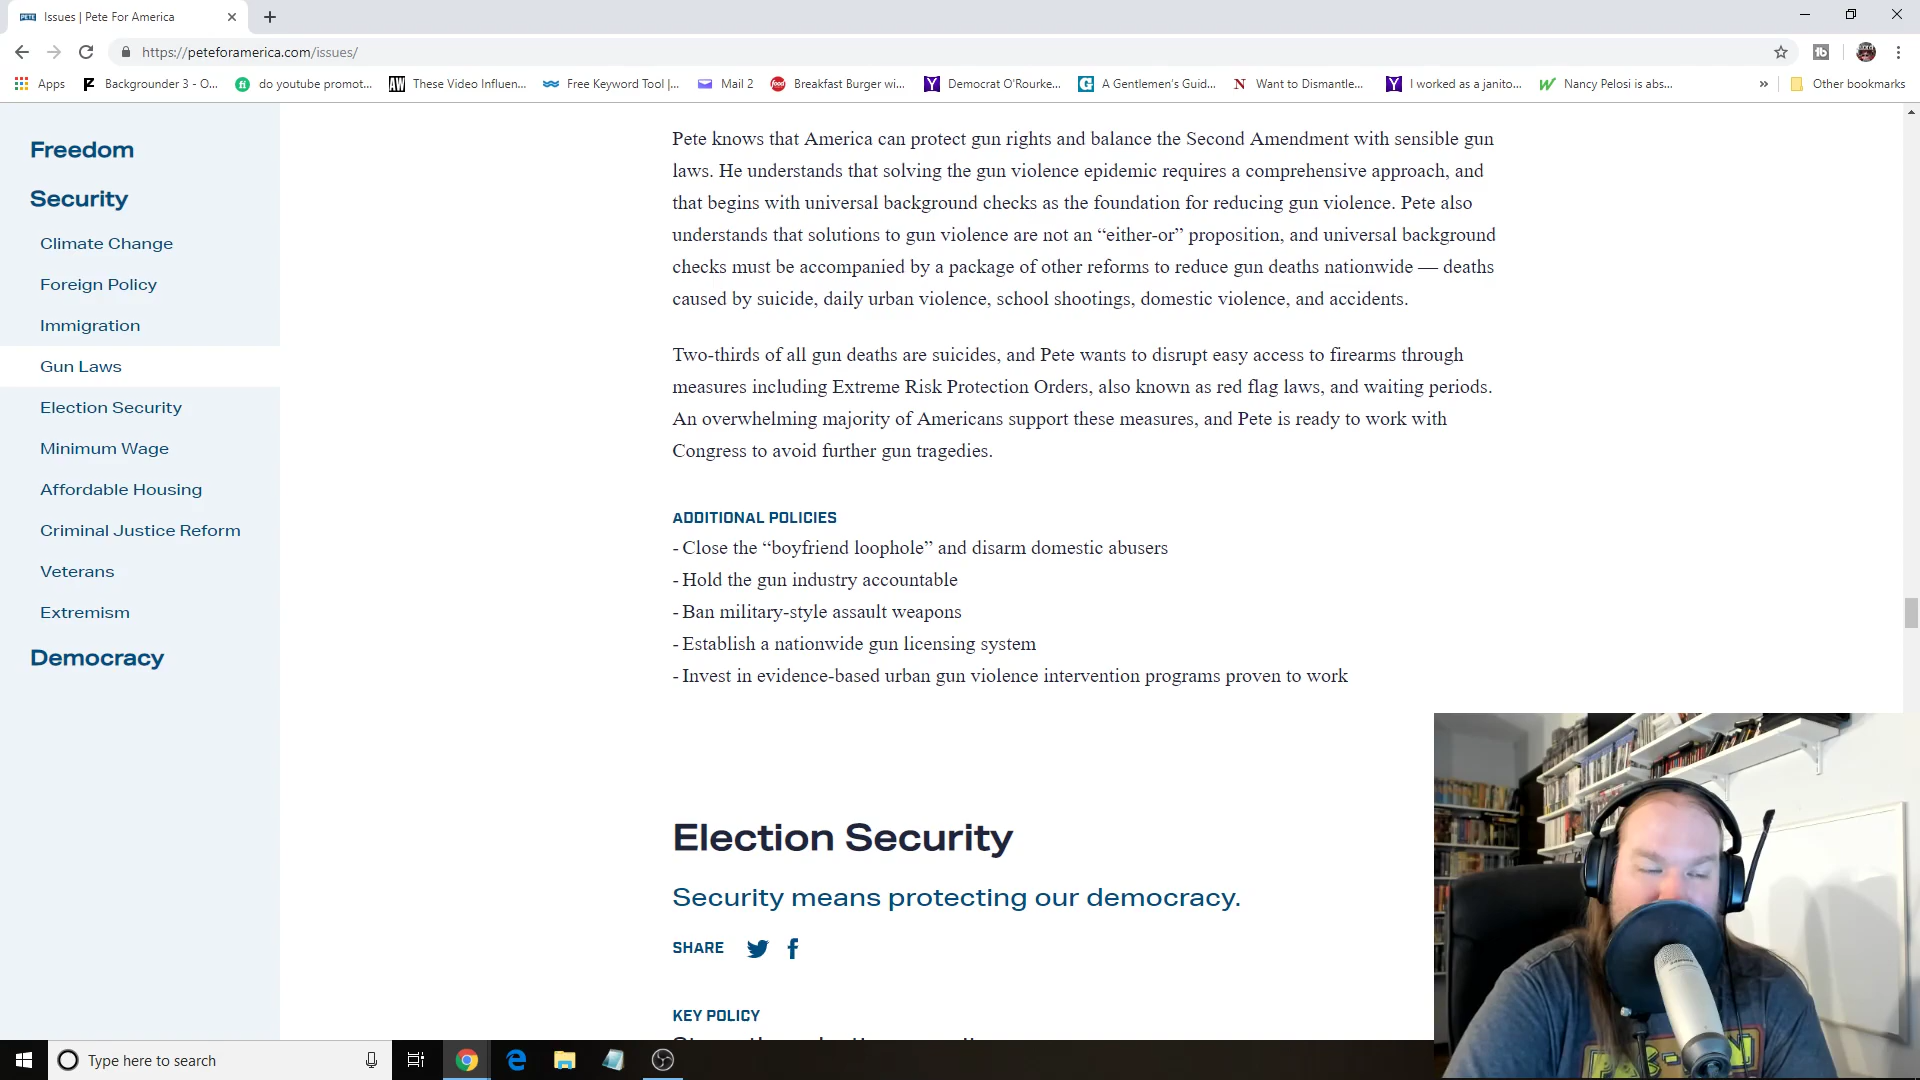 PETE Issues | Pete For America
https://peteforamerica.com/issues/
Apps Backgrounder 3 - O... do youtube promot... AW These Video Influen... Free Keyword Tool |... Mail 2 food Breakfast Burger wi... Y Democrat O'Rourke... G A Gentlemen's Guid... N Want to Dismantle... Y I worked as a janito... W Nancy Pelosi is abs... » Other bookmarks
Freedom
Security
Climate Change
Foreign Policy
Immigration
Gun Laws
Election Security
Minimum Wage
Affordable Housing
Criminal Justice Reform
Veterans
Extremism
Democracy
Pete knows that America can protect gun rights and balance the Second Amendment with sensible gun
laws. He understands that solving the gun violence epidemic requires a comprehensive approach, and
that begins with universal background checks as the foundation for reducing gun violence. Pete also
understands that solutions to gun violence are not an “either-or” proposition, and universal background
checks must be accompanied by a package of other reforms to reduce gun deaths nationwide — deaths
caused by suicide, daily urban violence, school shootings, domestic violence, and accidents.
Two-thirds of all gun deaths are suicides, and Pete wants to disrupt easy access to firearms through
measures including Extreme Risk Protection Orders, also known as red flag laws, and waiting periods.
An overwhelming majority of Americans support these measures, and Pete is ready to work with
Congress to avoid further gun tragedies.
ADDITIONAL POLICIES
- Close the “boyfriend loophole” and disarm domestic abusers
- Hold the gun industry accountable
- Ban military-style assault weapons
- Establish a nationwide gun licensing system
- Invest in evidence-based urban gun violence intervention programs proven to work
Election Security
Security means protecting our democracy.
SHARE
KEY POLICY
Type here to search